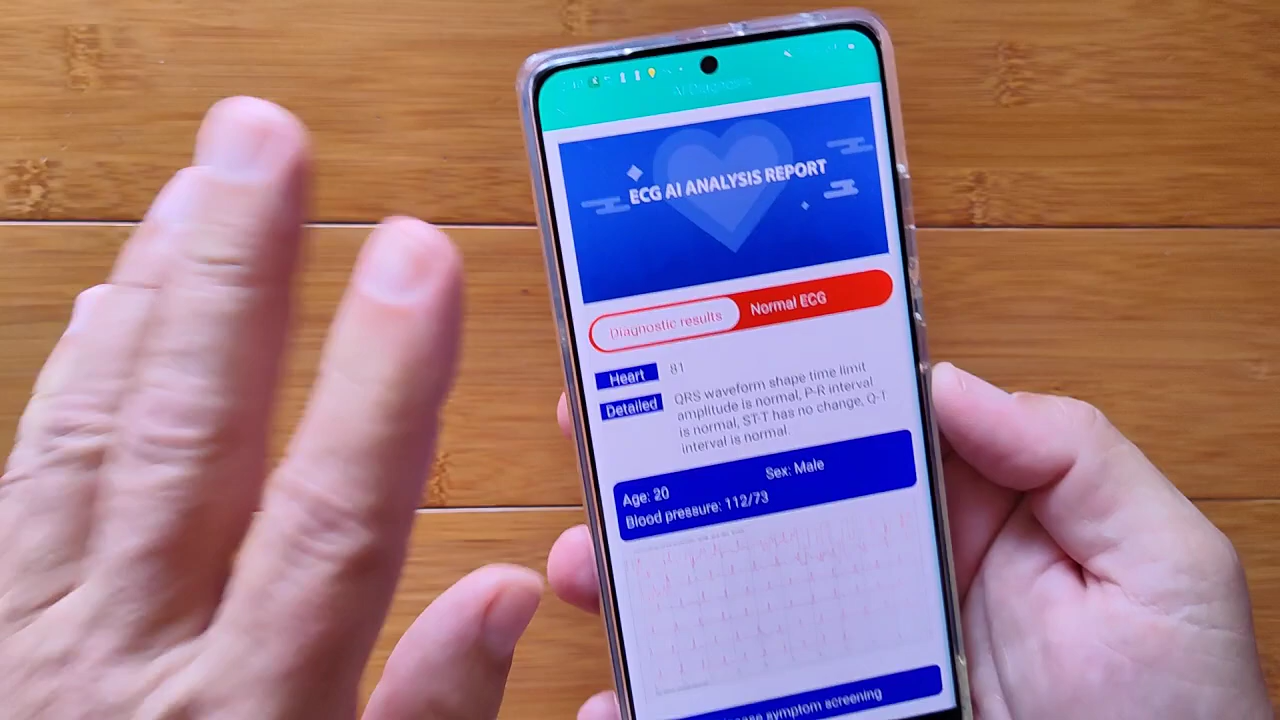 AI Diagnosis
ECG AI ANALYSIS REPORT
Diagnostic results Normal ECG
Heart 81
Detailed QRS waveform shape time limit
amplitude is normal, P-R interval
is normal, ST-T has no change, Q-T
interval is normal.
Age: 20 Sex: Male
Blood pressure: 112/73
symptom screening